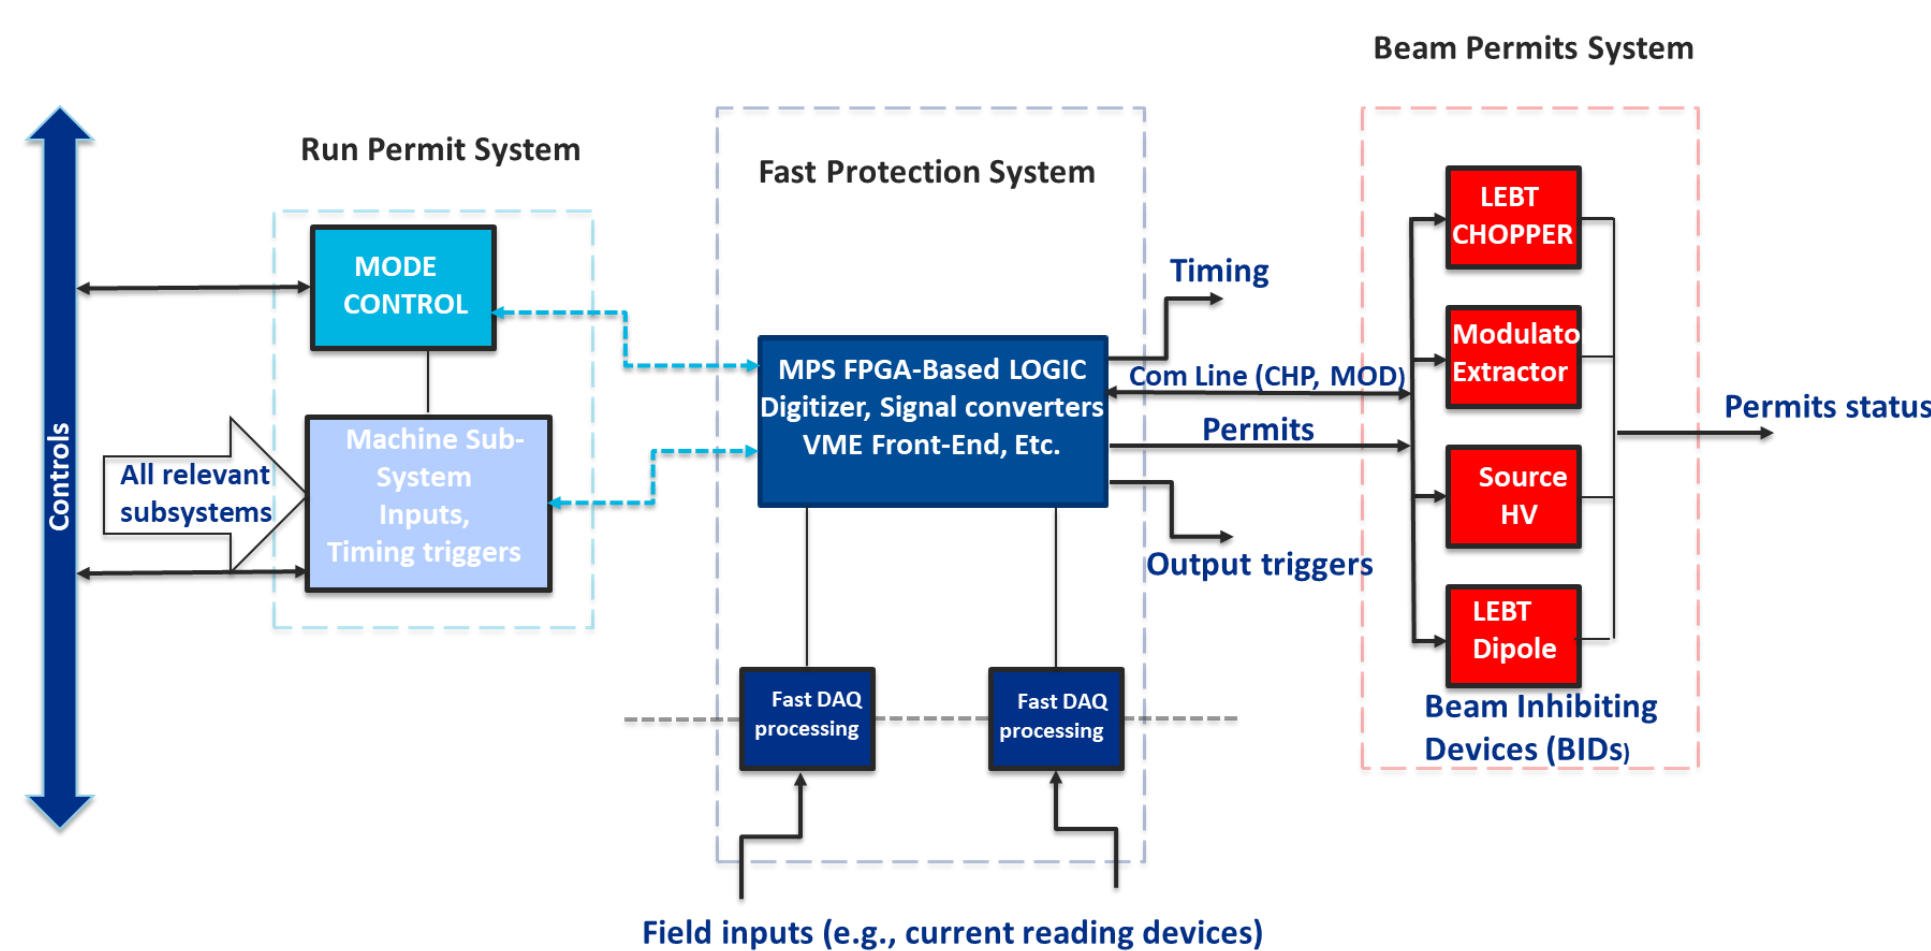 Beam Permits System
Run Permit System
Fast Protection System
Controls
MODE
CONTROL
All relevant
subsystems
Machine Sub-
System
Inputs,
Timing triggers
MPS FPGA-Based LOGIC
Digitizer, Signal converters
VME Front-End, Etc.
Fast DAQ
processing
Fast DAQ
processing
Field inputs (e.g., current reading devices)
Timing
Com Line (CHP, MOD)
Permits
Output triggers
LEBT
CHOPPER
Modulato
Extractor
Source
HV
LEBT
Dipole
Beam Inhibiting
Devices (BIDs)
Permits status